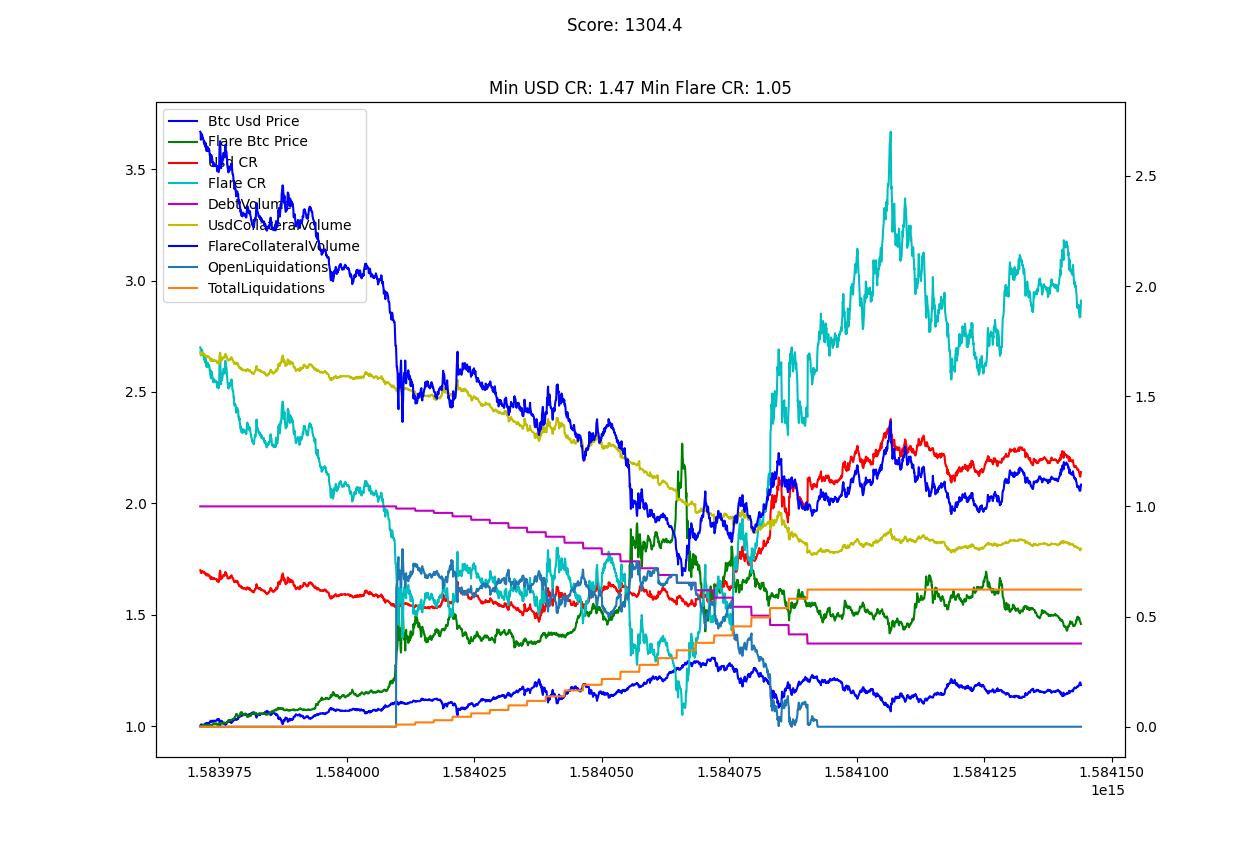 Score: 1304.4
Min USD CR: 1.47 Min Flare CR: 1.05
Btc Usd Price
Flare Btc Price
Usd CR
Flare CR
DebtVolume
UsdCollateralVolume
FlareCollateralVolume
OpenLiquidations
TotalLiquidations
3.5
3.0
2.5
2.0
1.5
1.0
2.5
2.0
1.5
1.0
0.5
0.0
1.583975 1.584000 1.584025 1.584050 1.584075 1.584100 1.584125 1.584150
1e15